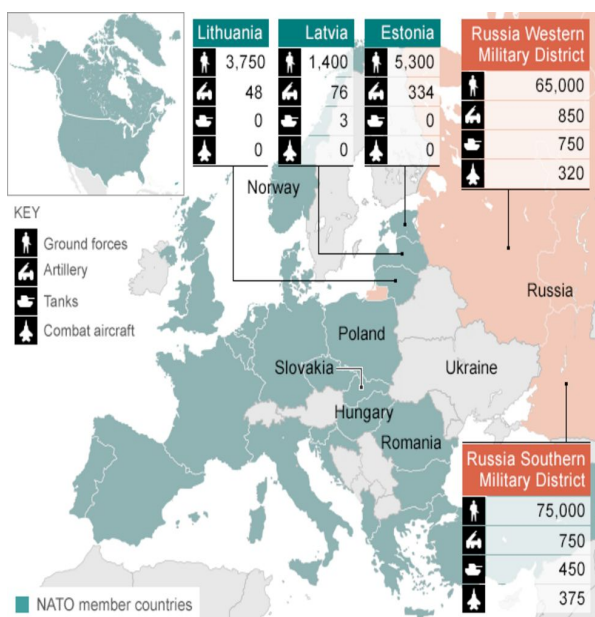 Lithuania
3,750
48
0
0
Latvia
1,400
76
3
0
Estonia
5,300
334
0
0
Russia Western
Military District
65,000
850
750
320
Norway
KEY
Ground forces
Artillery
Tanks
Combat aircraft
Russia
Poland
Slovakia
Ukraine
Hungary
Romania
Russia Southern
Military District
75,000
750
450
375
NATO member countries